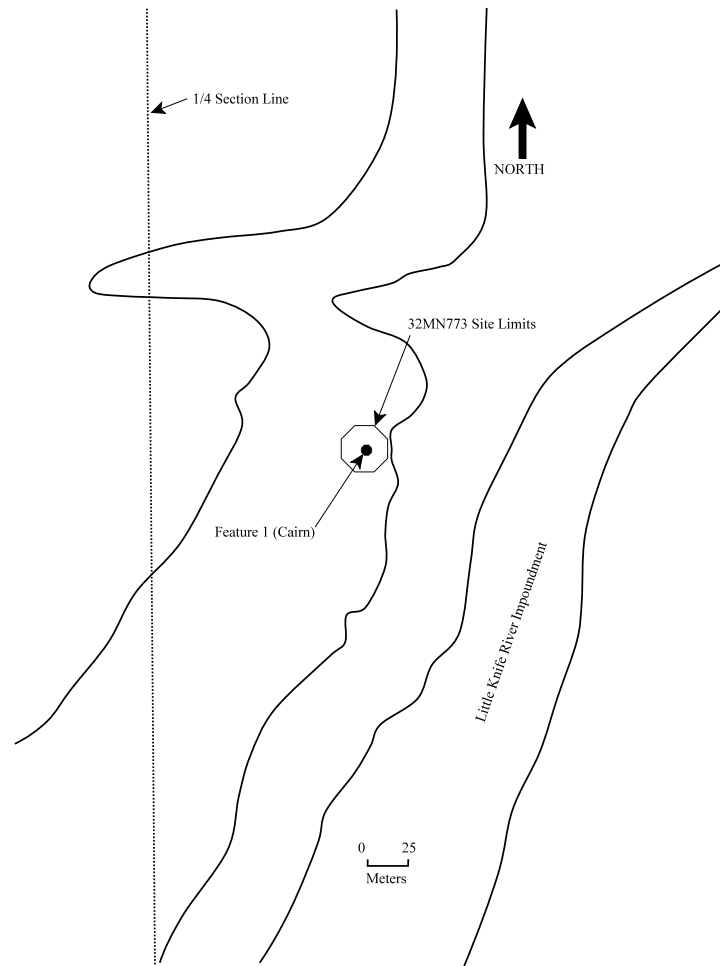 1/4 Section Line
NORTH
32MN773 Site Limits
Feature 1 (Cairn)
Little Knife River Impoundment
0 25
Meters